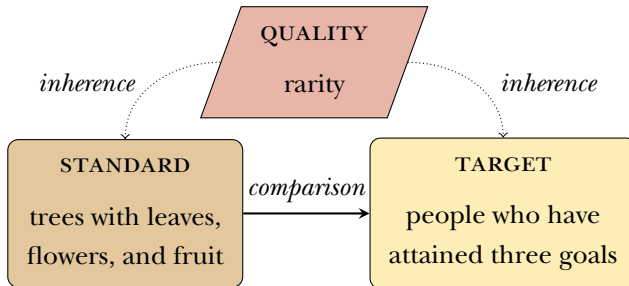 QUALITY
rarity
inherence
inherence
STANDARD
trees with leaves,
flowers, and fruit
comparison
TARGET
people who have
attained three goals